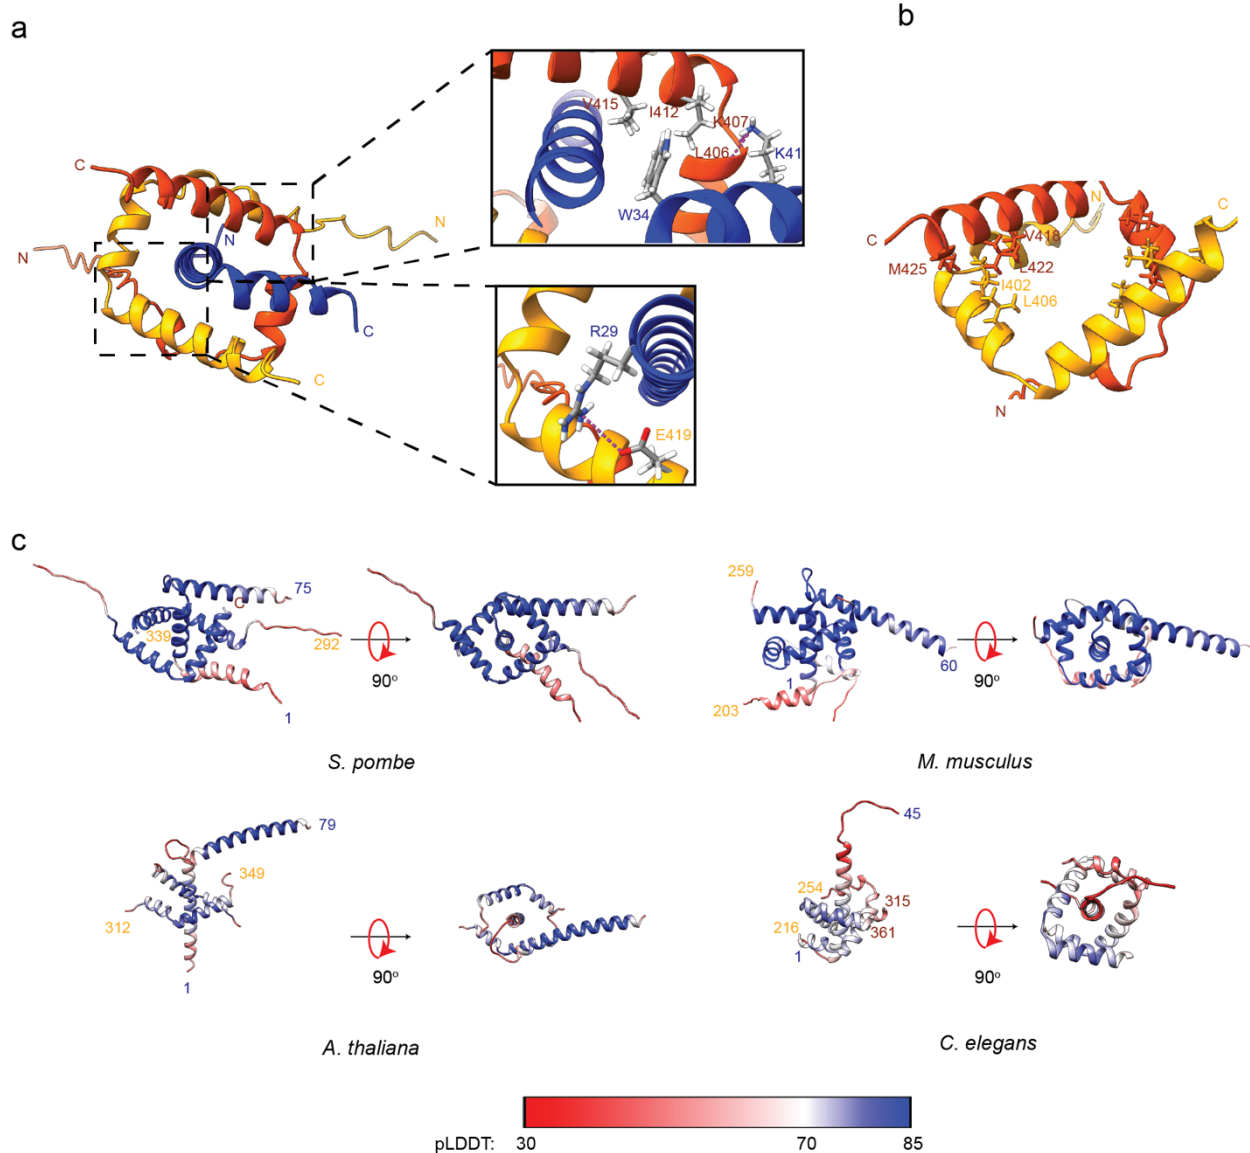 a
C
N
N
N
C
C
V415
I412
K407
L406
K41
W34
R29
E419
b
C
N
C
V418
M425
L422
I402
L406
N
c
75
C
339
292
1
90°
S. pombe
259
60
1
203
90°
M. musculus
79
349
312
1
90°
A. thaliana
45
254
315
216
361
1
90°
C. elegans
pLDDT: 30 70 85